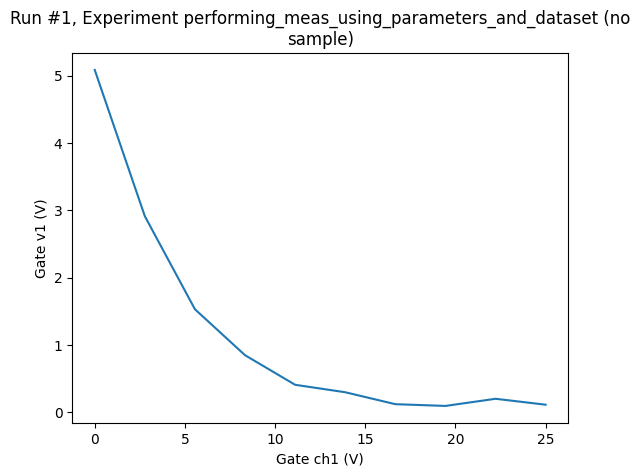 Run #1, Experiment performing_meas_using_parameters_and_dataset (no
sample)
5
4
3
2
1
0
Gate v1 (V)
0 5 10 15 20 25
Gate ch1 (V)